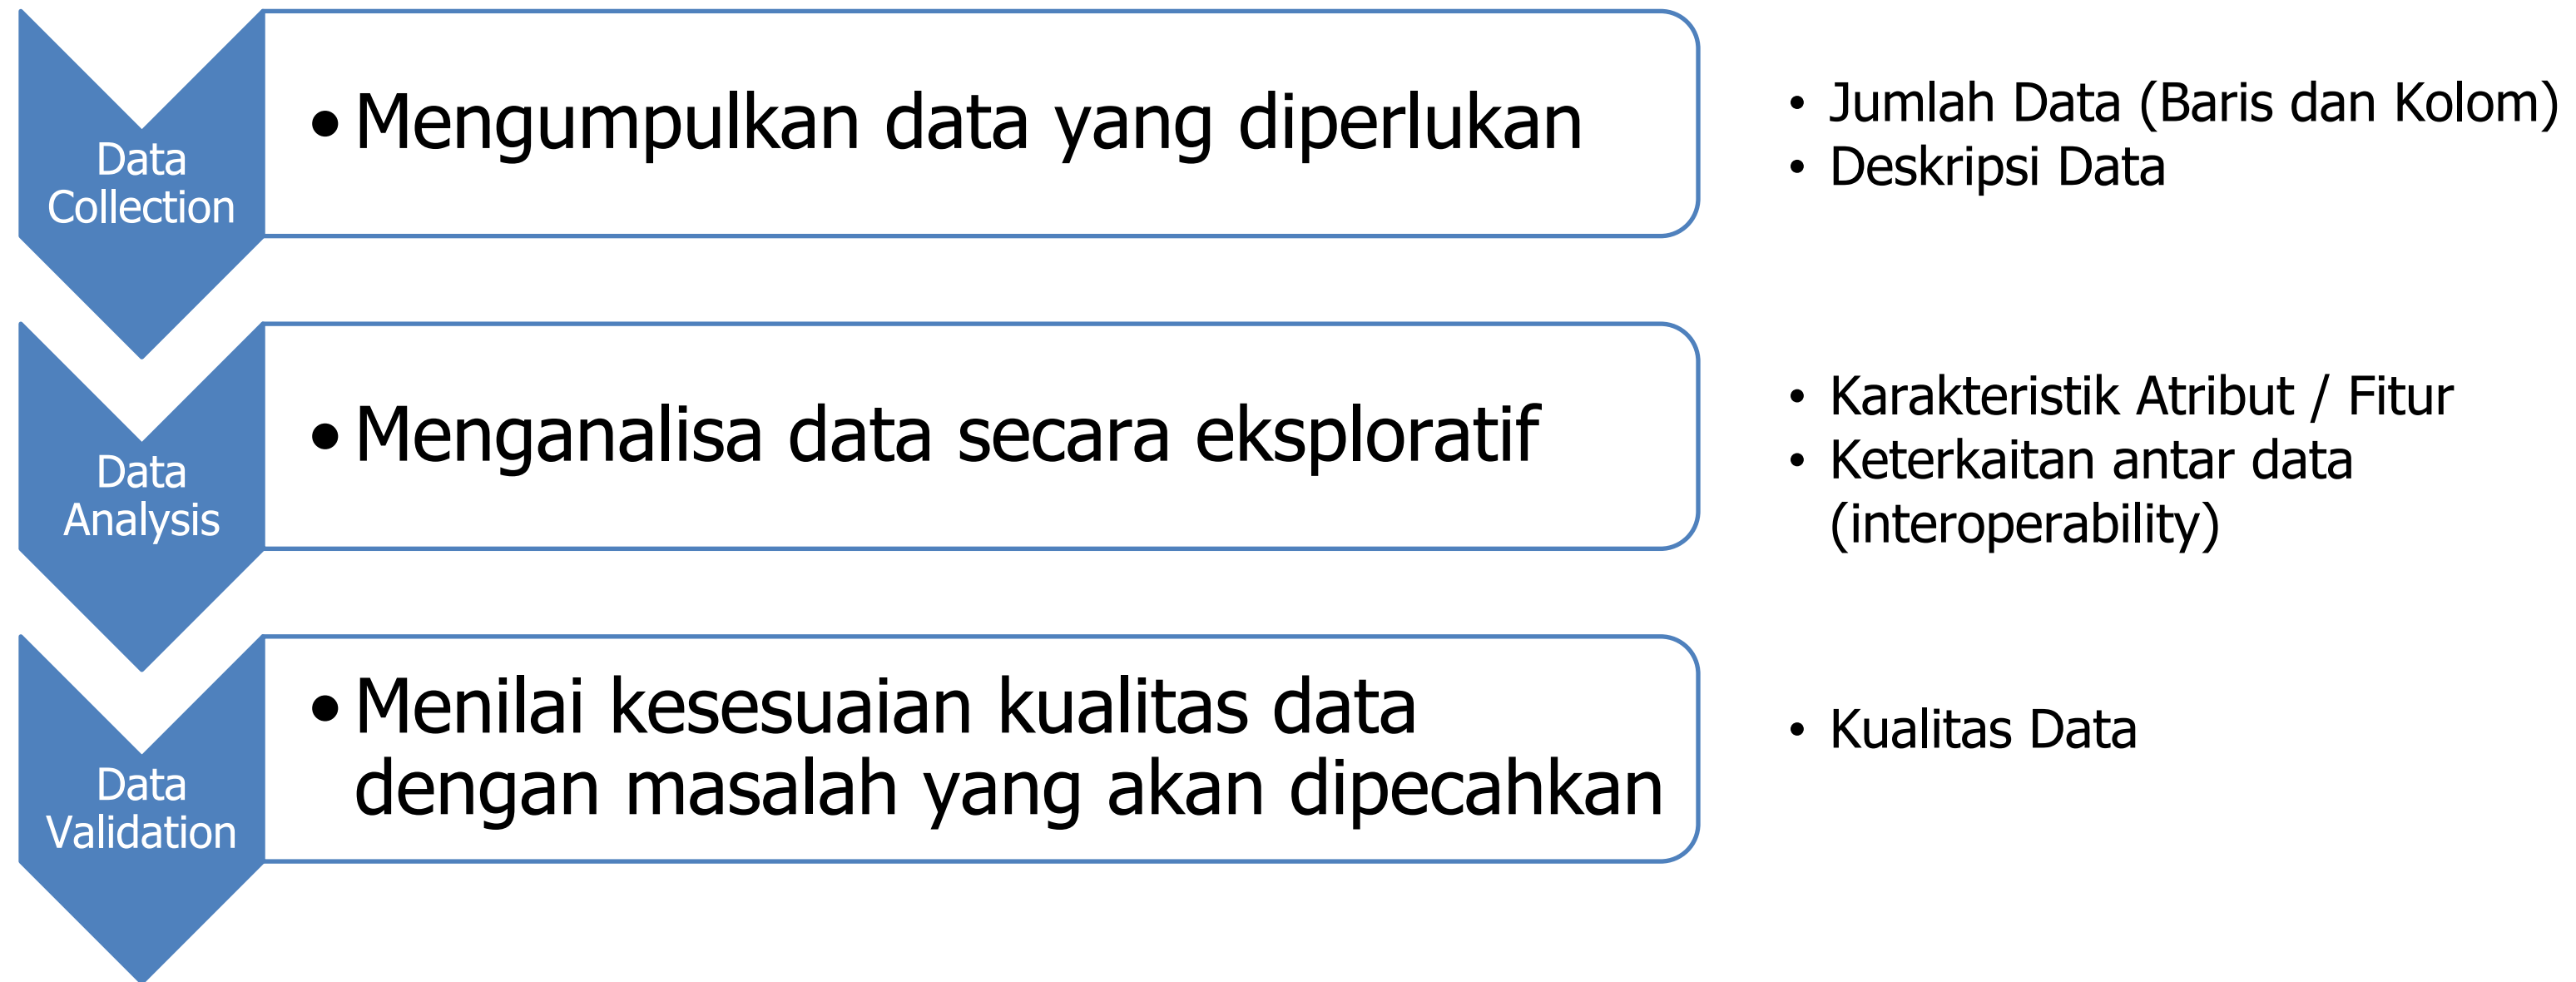 Data
Collection
• Mengumpulkan data yang diperlukan
• Jumlah Data (Baris dan Kolom)
• Deskripsi Data
Data
Analysis
• Menganalisa data secara eksploratif
• Karakteristik Atribut / Fitur
• Keterkaitan antar data
(interoperability)
Data
Validation
• Menilai kesesuaian kualitas data
dengan masalah yang akan dipecahkan
• Kualitas Data